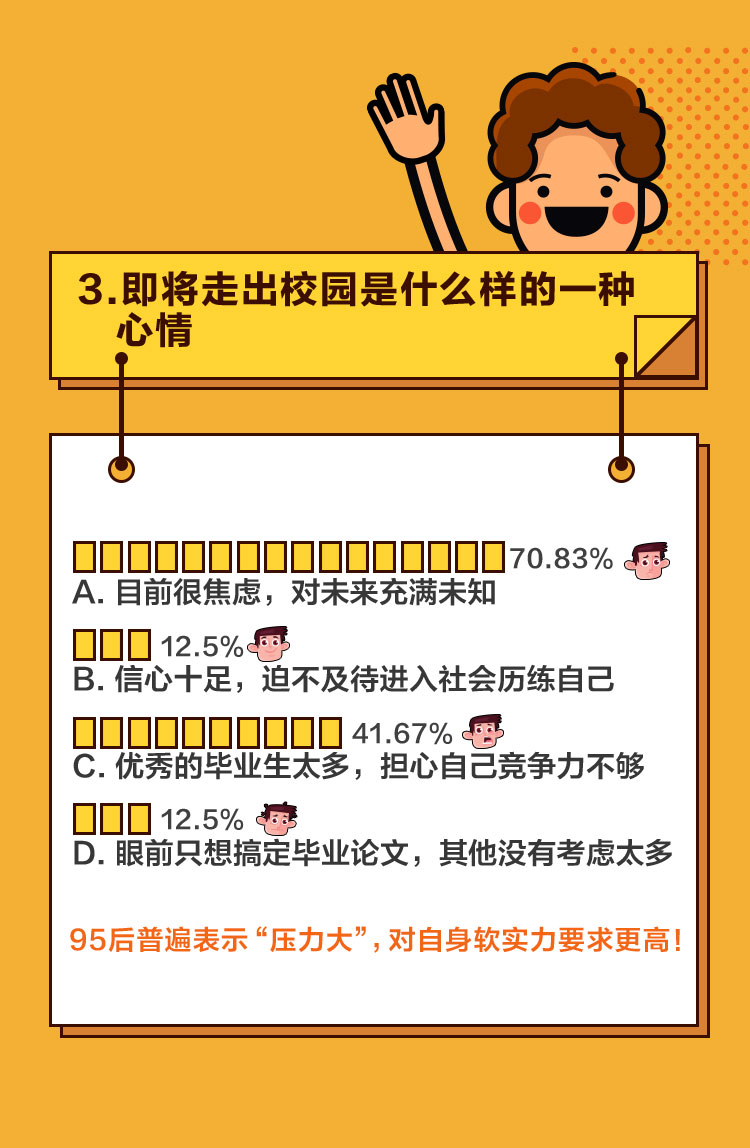 3.即将走出校园是什么样的一种
心情
70.83%
A. 目前很焦虑，对未来充满未知
12.5%
B. 信心十足，迫不及待进入社会历练自己
41.67%
C. 优秀的毕业生太多，担心自己竞争力不够
12.5%
D. 眼前只想搞定毕业论文，其他没有考虑太多
95后普遍表示“压力大”，对自身软实力要求更高！